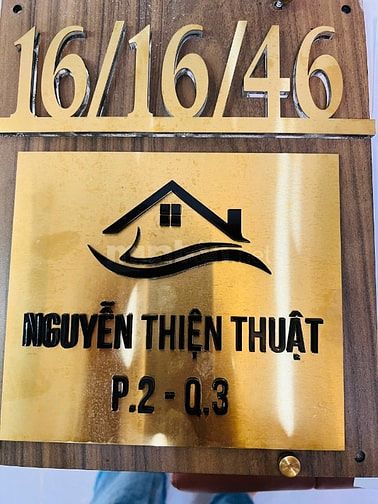 16/16/46
NGUYỄN THIỆN THUẬT
P.2 - Q.3